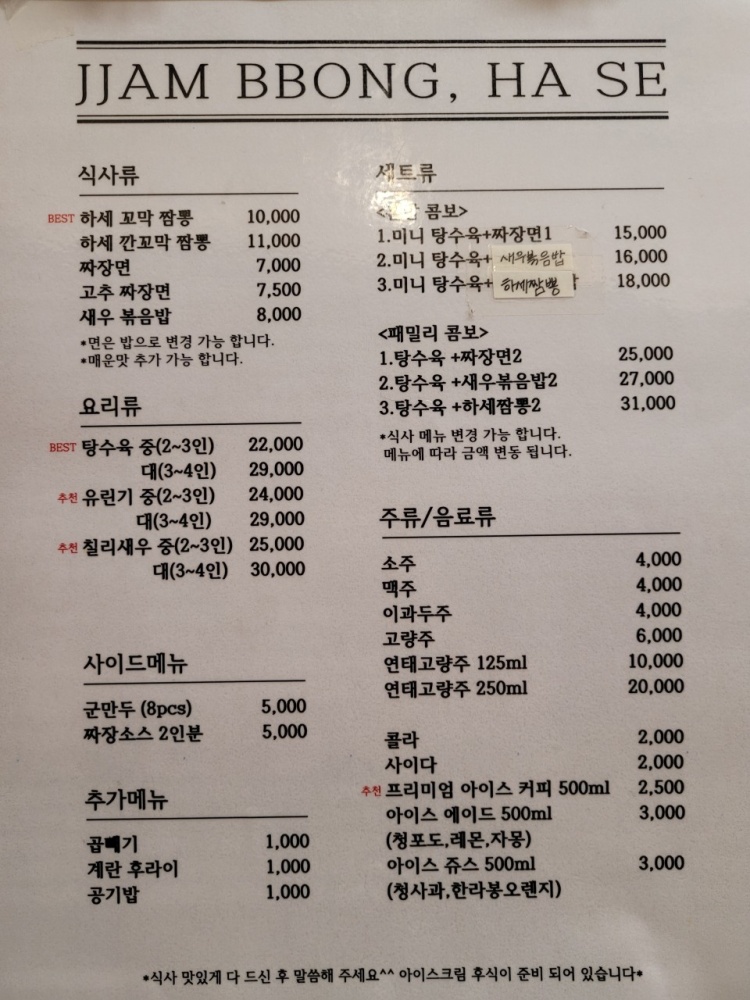 JJAM BBONG, HA SE
식사류
BEST 하세 꼬막 짬뽕 10,000
하세 깐꼬막 짬뽕 11,000
짜장면 7,000
고추 짜장면 7,500
새우 볶음밥 8,000
*면은 밥으로 변경 가능 합니다.
*매운맛 추가 가능 합니다.
요리류
BEST 탕수육 중(2~3인) 22,000
대(3~4인) 29,000
추천 유린기 중(2~3인) 24,000
대(3~4인) 29,000
추천 칠리새우 중(2~3인) 25,000
대(3~4인) 30,000
사이드메뉴
군만두 (8pcs) 5,000
짜장소스 2인분 5,000
추가메뉴
곱빼기 1,000
계란 후라이 1,000
공기밥 1,000
세트류
콤보>
1.미니 탕수육+짜장면1 15,000
2.미니 탕수육+ 새우볶음밥 16,000
3.미니 탕수육+ 하세짬뽕 18,000
<패밀리 콤보>
1.탕수육 +짜장면2 25,000
2.탕수육 +새우볶음밥2 27,000
3.탕수육 +하세짬뽕2 31,000
*식사 메뉴 변경 가능 합니다.
메뉴에 따라 금액 변동 됩니다.
주류/음료류
소주 4,000
맥주 4,000
이과두주 4,000
고량주 6,000
연태고량주 125ml 10,000
연태고량주 250ml 20,000
콜라 2,000
사이다 2,000
추천 프리미엄 아이스 커피 500ml 2,500
아이스 에이드 500ml 3,000
(청포도,레몬,자몽)
아이스 쥬스 500ml 3,000
(청사과,한라봉오렌지)
*식사 맛있게 다 드신 후 말씀해 주세요^^ 아이스크림 후식이 준비 되어 있습니다*